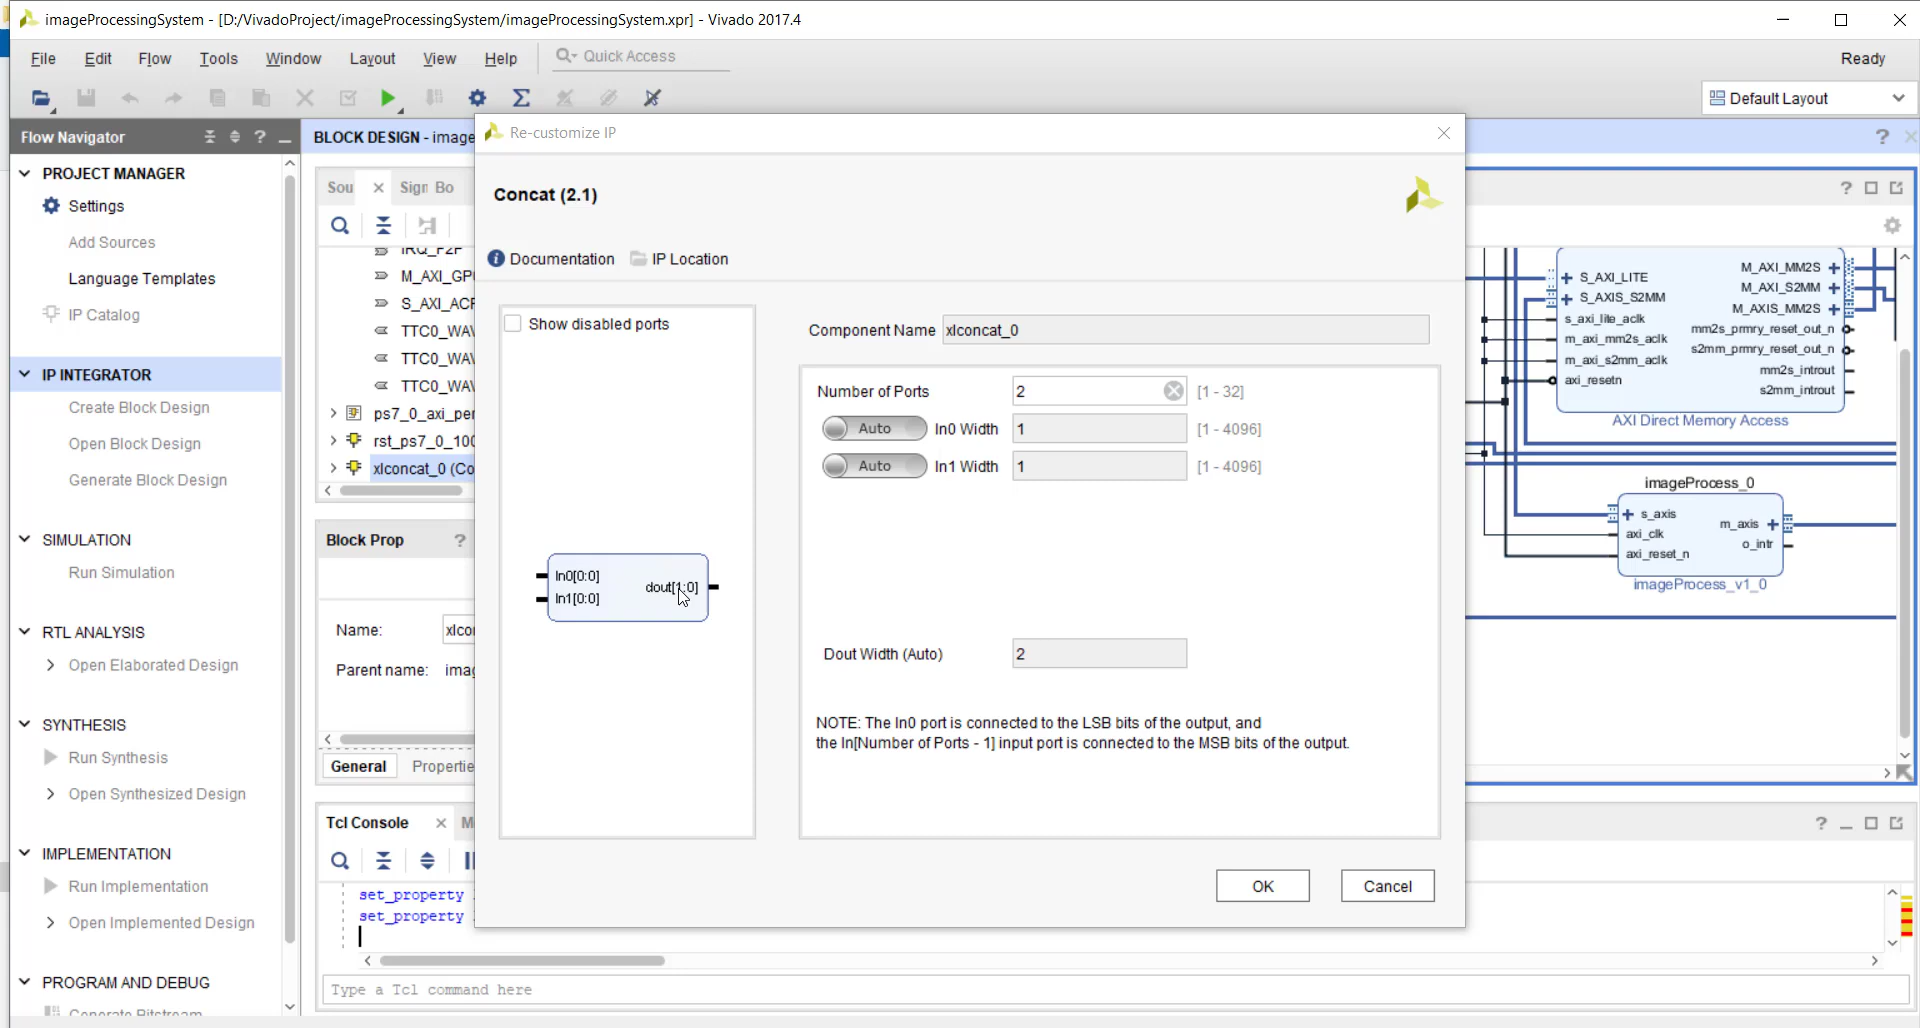 imageProcessingSystem - [D:/VivadoProject/imageProcessingSystem/imageProcessingSystem.xpr] - Vivado 2017.4
File Edit Flow Tools Window Layout View Help Quick Access Ready
Default Layout
Flow Navigator ? _
PROJECT MANAGER
Settings
Add Sources
Language Templates
IP Catalog
IP INTEGRATOR
Create Block Design
Open Block Design
Generate Block Design
SIMULATION
Run Simulation
RTL ANALYSIS
Open Elaborated Design
SYNTHESIS
Run Synthesis
Open Synthesized Design
IMPLEMENTATION
Run Implementation
Open Implemented Design
PROGRAM AND DEBUG
Generate Bitstream
BLOCK DESIGN - image
Sou Sign Bo
IRQ_F2P
M_AXI_GP
S_AXI_ACP
TTC0_WAV
TTC0_WAV
TTC0_WAV
ps7_0_axi_per
rst_ps7_0_100
xlconcat_0 (Co
Block Prop ?
Name: xlcon
Parent name: imag
General Propertie
Tcl Console
set_property
set_property
Type a Tcl command here
Re-customize IP
Concat (2.1)
Documentation IP Location
Show disabled ports
In0[0:0]
In1[0:0]
dout[1:0]
Component Name xlconcat_0
Number of Ports 2 [1 - 32]
Auto In0 Width 1 [1 - 4096]
Auto In1 Width 1 [1 - 4096]
Dout Width (Auto) 2
NOTE: The In0 port is connected to the LSB bits of the output, and
the In[Number of Ports - 1] input port is connected to the MSB bits of the output.
OK Cancel
S_AXI_LITE
S_AXIS_S2MM
s_axi_lite_aclk
m_axi_mm2s_aclk
m_axi_s2mm_aclk
axi_resetn
M_AXI_MM2S
M_AXI_S2MM
M_AXIS_MM2S
mm2s_prmry_reset_out_n
s2mm_prmry_reset_out_n
mm2s_introut
s2mm_introut
AXI Direct Memory Access
imageProcess_0
s_axis
axi_clk
axi_reset_n
m_axis
o_intr
imageProcess_v1_0